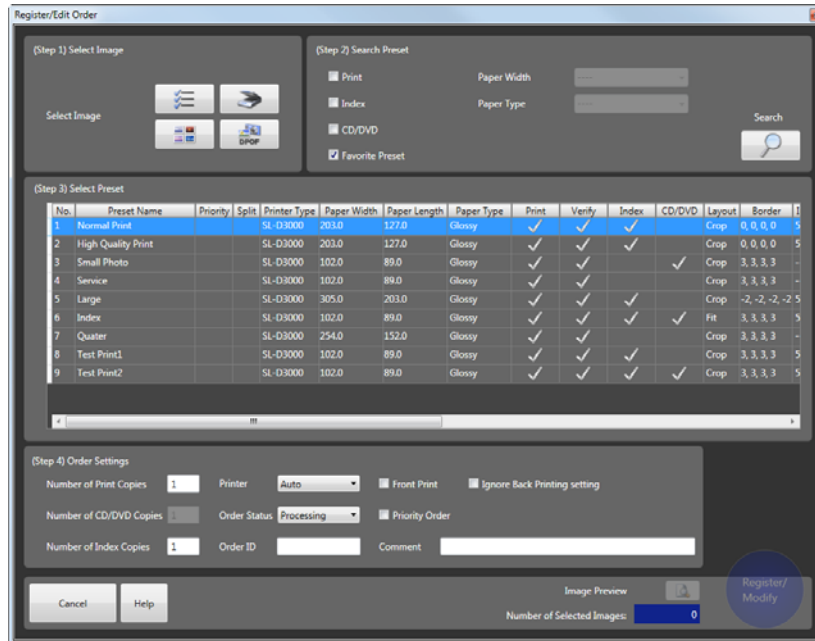 Register/Edit Order
(Step 1) Select Image
Select Image
DPOF
(Step 2) Search Preset
Print
Paper Width
Index
Paper Type
CD/DVD
Favorite Preset
Search
(Step 3) Select Preset
No. Preset Name Priority Split Printer Type Paper Width Paper Length Paper Type Print Verify Index CD/DVD Layout Border I
1 Normal Print SL-D3000 203.0 127.0 Glossy Crop 0, 0, 0, 0 5
2 High Quality Print SL-D3000 203.0 127.0 Glossy Crop 0, 0, 0, 0 5
3 Small Photo SL-D3000 102.0 89.0 Glossy Crop 3, 3, 3, 3 -
4 Service SL-D3000 102.0 89.0 Glossy Crop 3, 3, 3, 3 -
5 Large SL-D3000 305.0 203.0 Glossy Crop -2, -2, -2, -2 5
6 Index SL-D3000 102.0 89.0 Glossy Fit 3, 3, 3, 3 5
7 Quater SL-D3000 254.0 152.0 Glossy Crop 3, 3, 3, 3 -
8 Test Print1 SL-D3000 102.0 89.0 Glossy Crop 3, 3, 3, 3 5
9 Test Print2 SL-D3000 102.0 89.0 Glossy Crop 3, 3, 3, 3 5
(Step 4) Order Settings
Number of Print Copies 1 Printer Auto Front Print Ignore Back Printing setting
Number of CD/DVD Copies 1 Order Status Processing Priority Order
Number of Index Copies 1 Order ID Comment
Cancel
Help
Image Preview
Number of Selected Images: 0
Register/
Modify